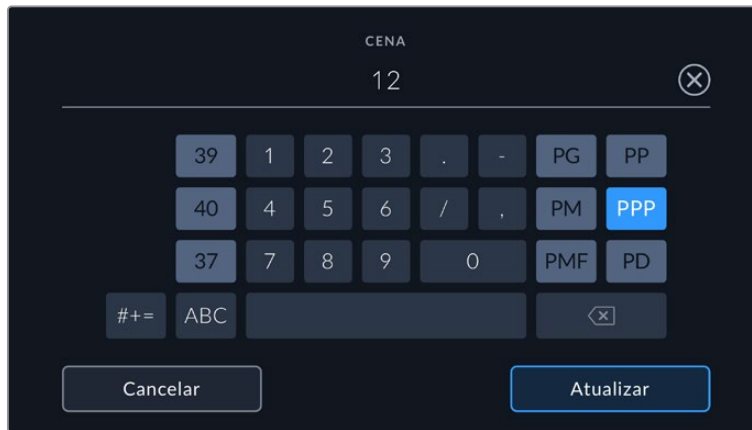 CENA
12
39 1 2 3 . - PG PP
40 4 5 6 / , PM PPP
37 7 8 9 0 PMF PD
#+= ABC
Cancelar Atualizar